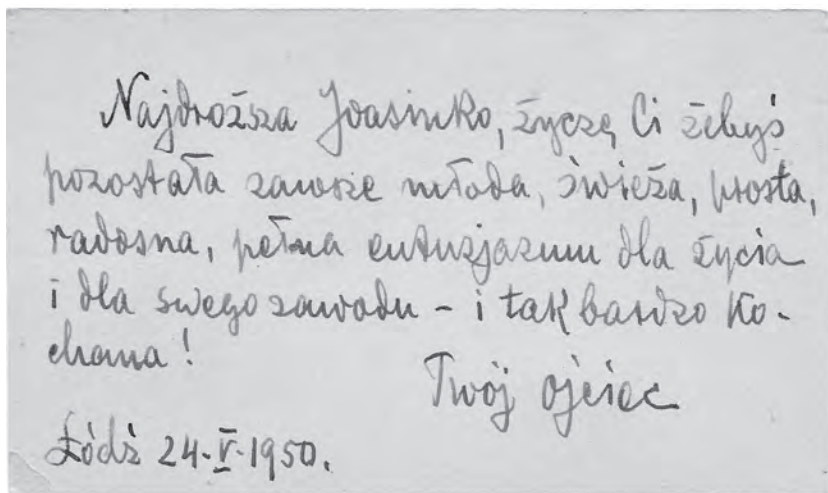 Najdroższa Joasinko, życzę Ci żebyś
pozostała zawsze młoda, świeża, prosta,
radosna, pełna entuzjazmu dla życia
i dla swego zawodu – i tak bardzo ko-
chana!
Twój ojciec
Łódź 24.V.1950.